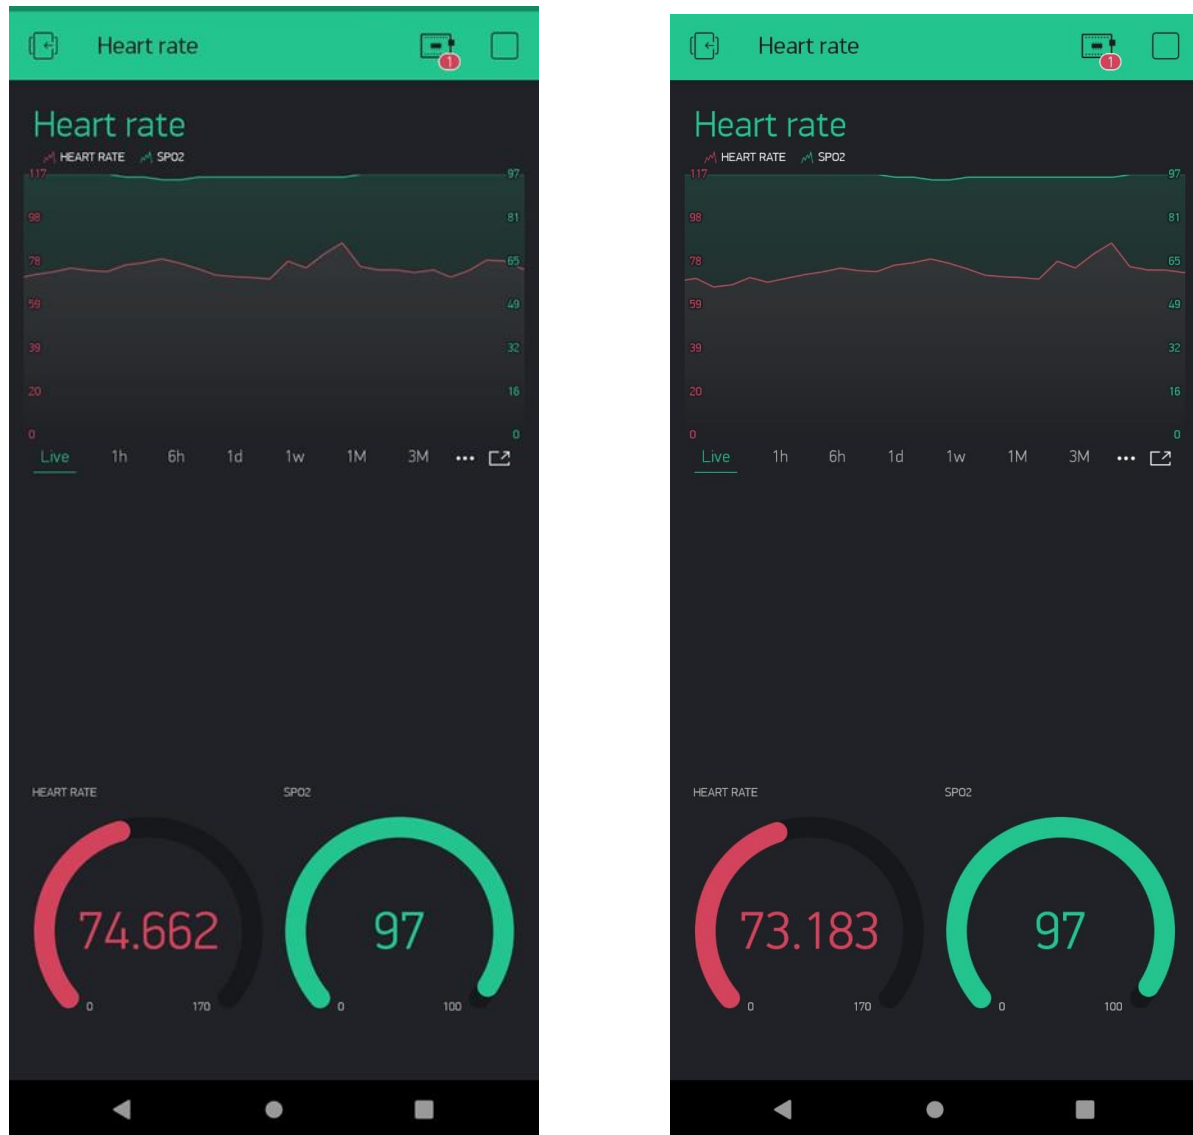 Heart rate
1
Heart rate
HEART RATE SPO2
117 97
98 81
78 65
59 49
39 32
20 16
0 0
Live 1h 6h 1d 1w 1M 3M •••
HEART RATE SPO2
74.662 97
0 170 0 100
Heart rate
1
Heart rate
HEART RATE SPO2
117 97
98 81
78 65
59 49
39 32
20 16
0 0
Live 1h 6h 1d 1w 1M 3M •••
HEART RATE SPO2
73.183 97
0 170 0 100